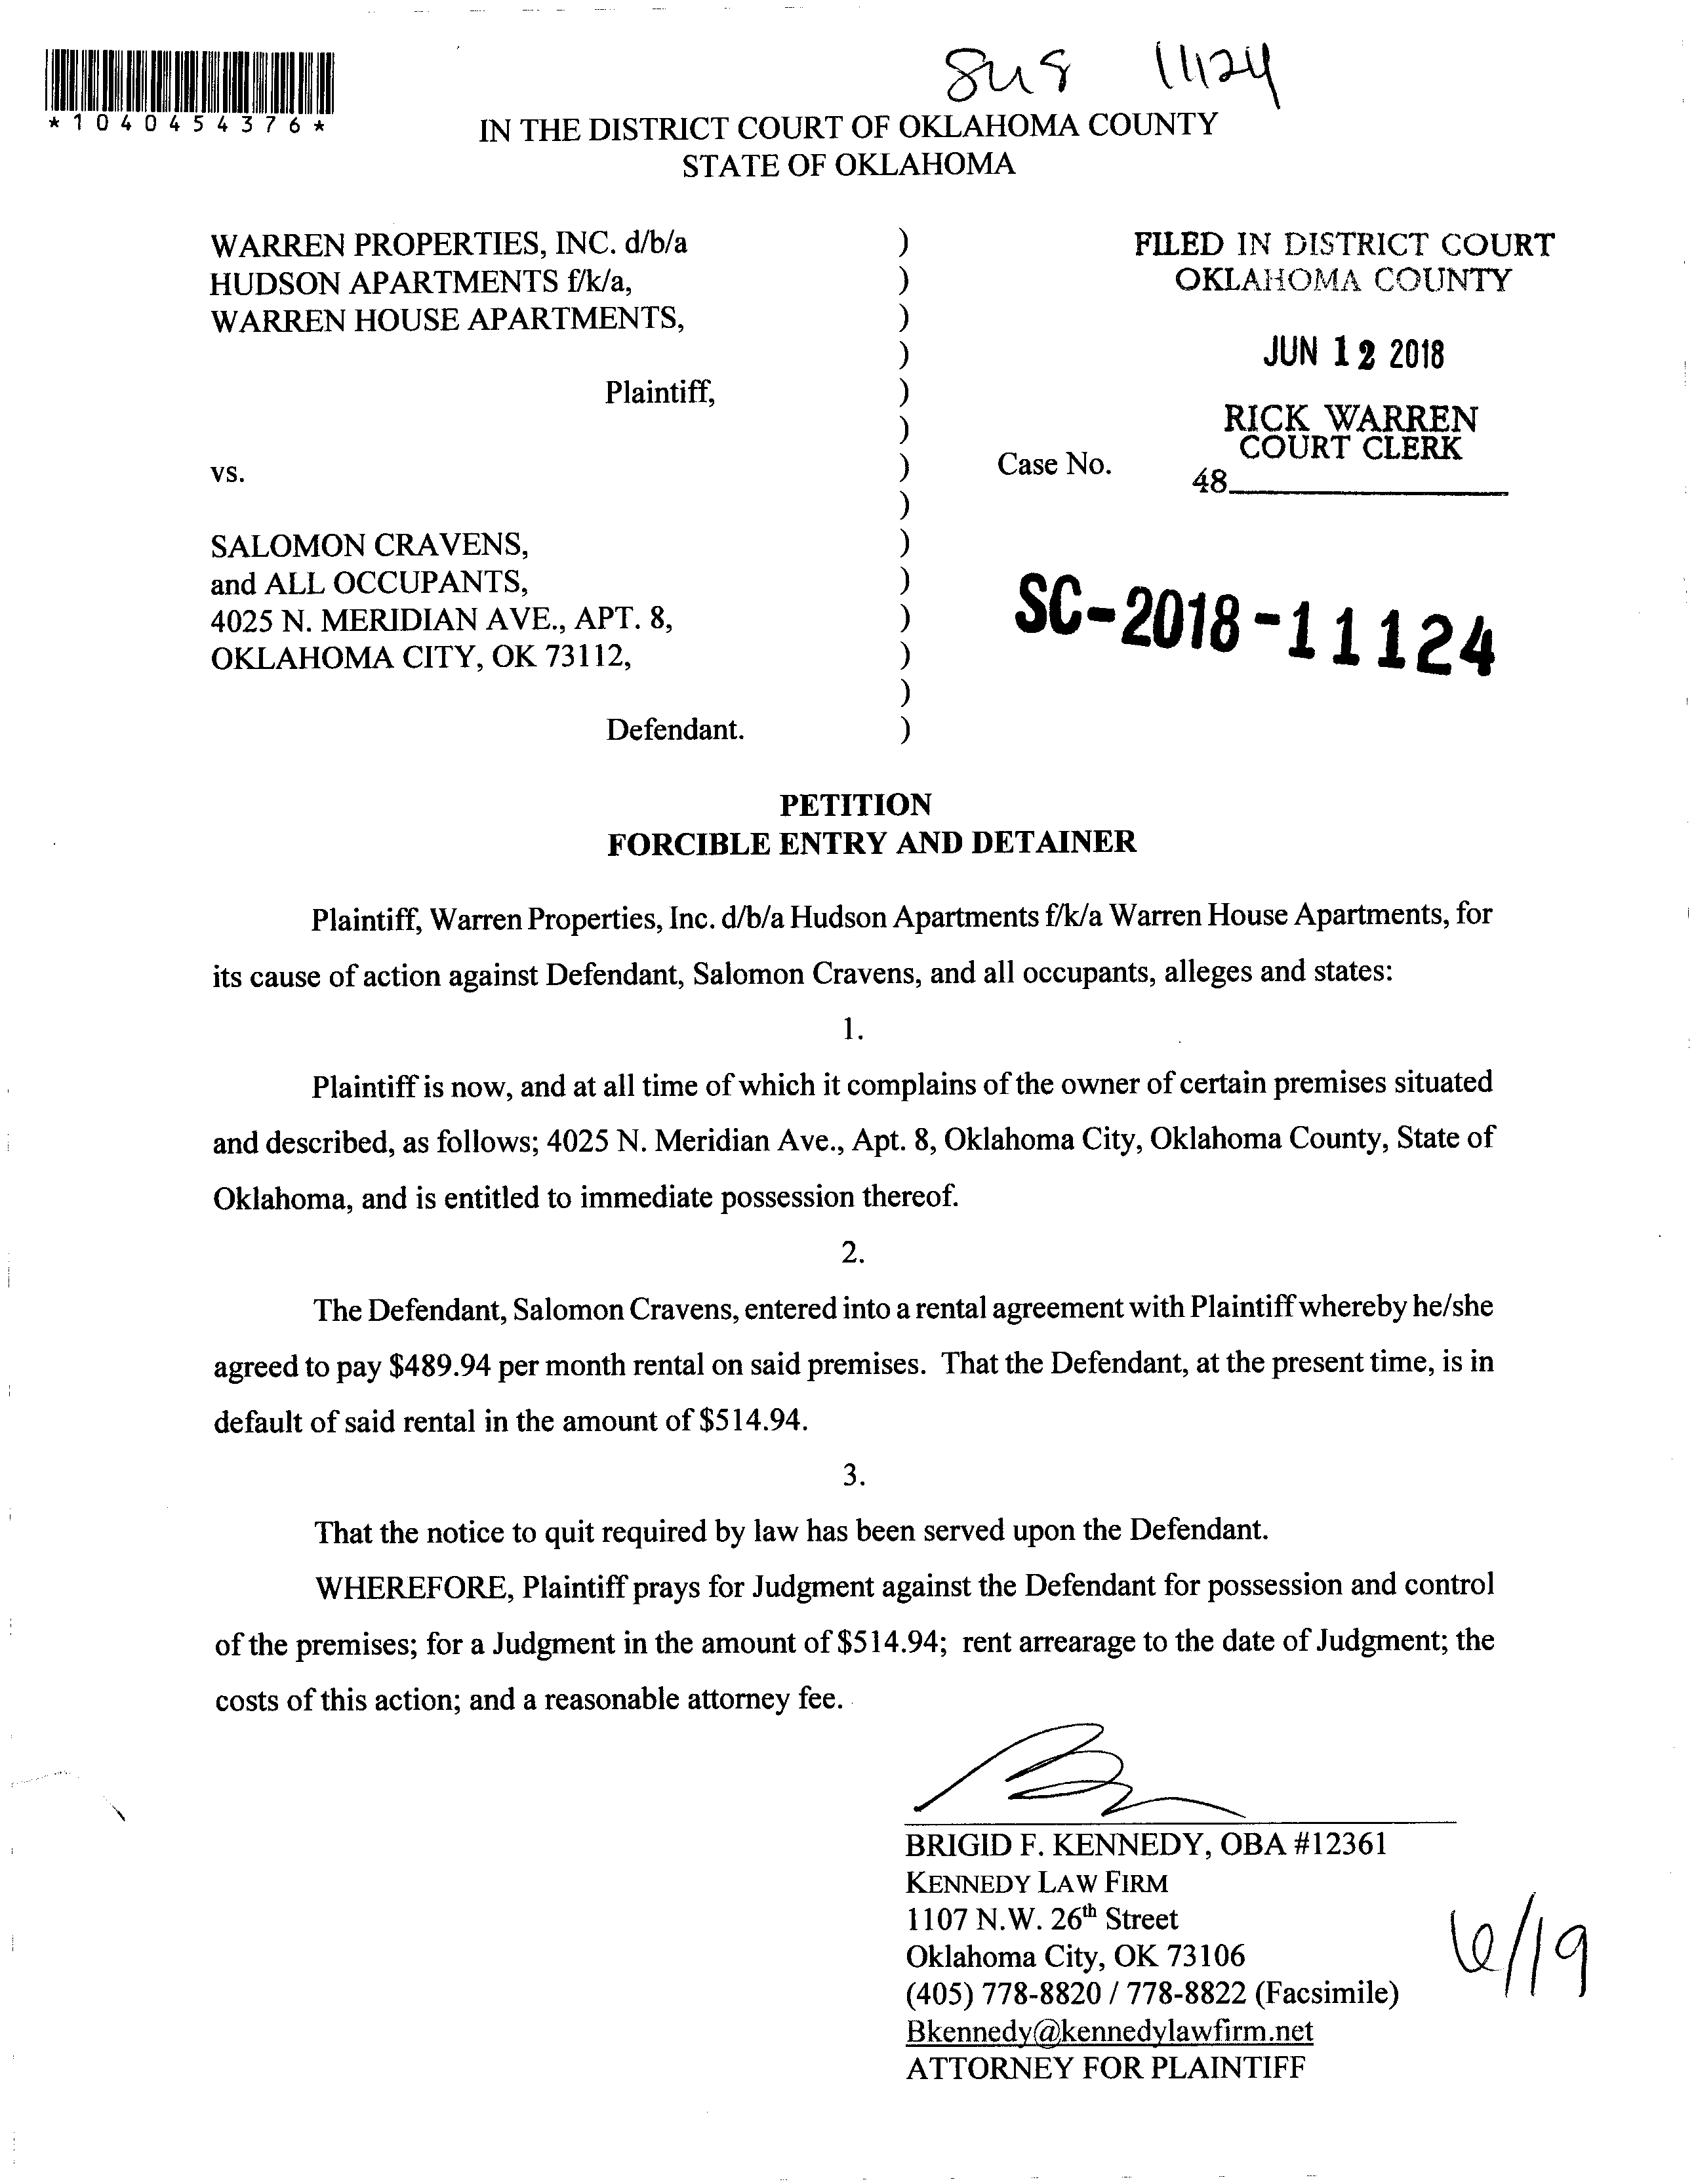 11124
*1040454376*
IN THE DISTRICT COURT OF OKLAHOMA COUNTY
STATE OF OKLAHOMA
WARREN PROPERTIES, INC. d/b/a )
HUDSON APARTMENTS f/k/a, )
WARREN HOUSE APARTMENTS, )
)
Plaintiff, )
)
vs. )
)
SALOMON CRAVENS, )
and ALL OCCUPANTS, )
4025 N. MERIDIAN AVE., APT. 8, )
OKLAHOMA CITY, OK 73112, )
)
Defendant. )
FILED IN DISTRICT COURT
OKLAHOMA COUNTY
JUN 12 2018
RICK WARREN
COURT CLERK
Case No.
48
SC-2018-11124
PETITION
FORCIBLE ENTRY AND DETAINER
Plaintiff, Warren Properties, Inc. d/b/a Hudson Apartments f/k/a Warren House Apartments, for
its cause of action against Defendant, Salomon Cravens, and all occupants, alleges and states:
1.
Plaintiff is now, and at all time of which it complains of the owner of certain premises situated
and described, as follows; 4025 N. Meridian Ave., Apt. 8, Oklahoma City, Oklahoma County, State of
Oklahoma, and is entitled to immediate possession thereof.
2.
The Defendant, Salomon Cravens, entered into a rental agreement with Plaintiff whereby he/she
agreed to pay $489.94 per month rental on said premises. That the Defendant, at the present time, is in
default of said rental in the amount of $514.94.
3.
That the notice to quit required by law has been served upon the Defendant.
WHEREFORE, Plaintiff prays for Judgment against the Defendant for possession and control
of the premises; for a Judgment in the amount of $514.94; rent arrearage to the date of Judgment; the
costs of this action; and a reasonable attorney fee.
BRIGID F. KENNEDY, OBA #12361
KENNEDY LAW FIRM
1107 N.W. 26th Street
Oklahoma City, OK 73106
(405) 778-8820 / 778-8822 (Facsimile)
Bkennedy@kennedylawfirm.net
ATTORNEY FOR PLAINTIFF
6/19